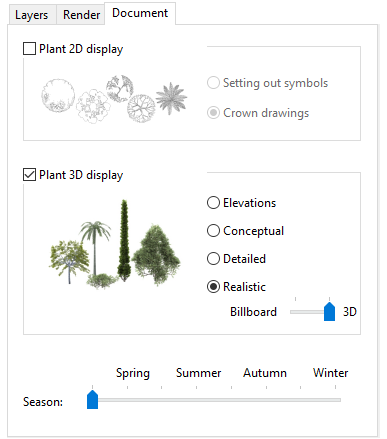 Layers Render Document
Plant 2D display
Setting out symbols
Crown drawings
Plant 3D display
Elevations
Conceptual
Detailed
Realistic
Billboard 3D
Spring Summer Autumn Winter
Season: